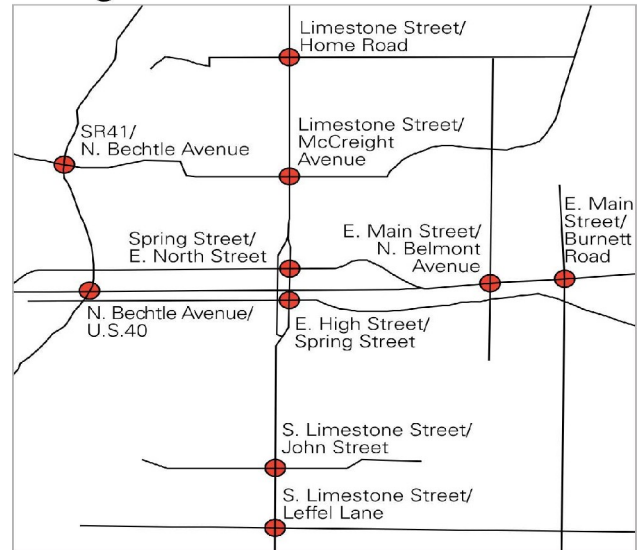 Limestone Street/
Home Road
SR41/
N. Bechtle Avenue
Limestone Street/
McCreight
Avenue
Spring Street/
E. North Street
E. Main Street/
N. Belmont
Avenue
E. Main
Street/
Burnett
Road
N. Bechtle Avenue/
U.S.40
E. High Street/
Spring Street
S. Limestone Street/
John Street
S. Limestone Street/
Leffel Lane